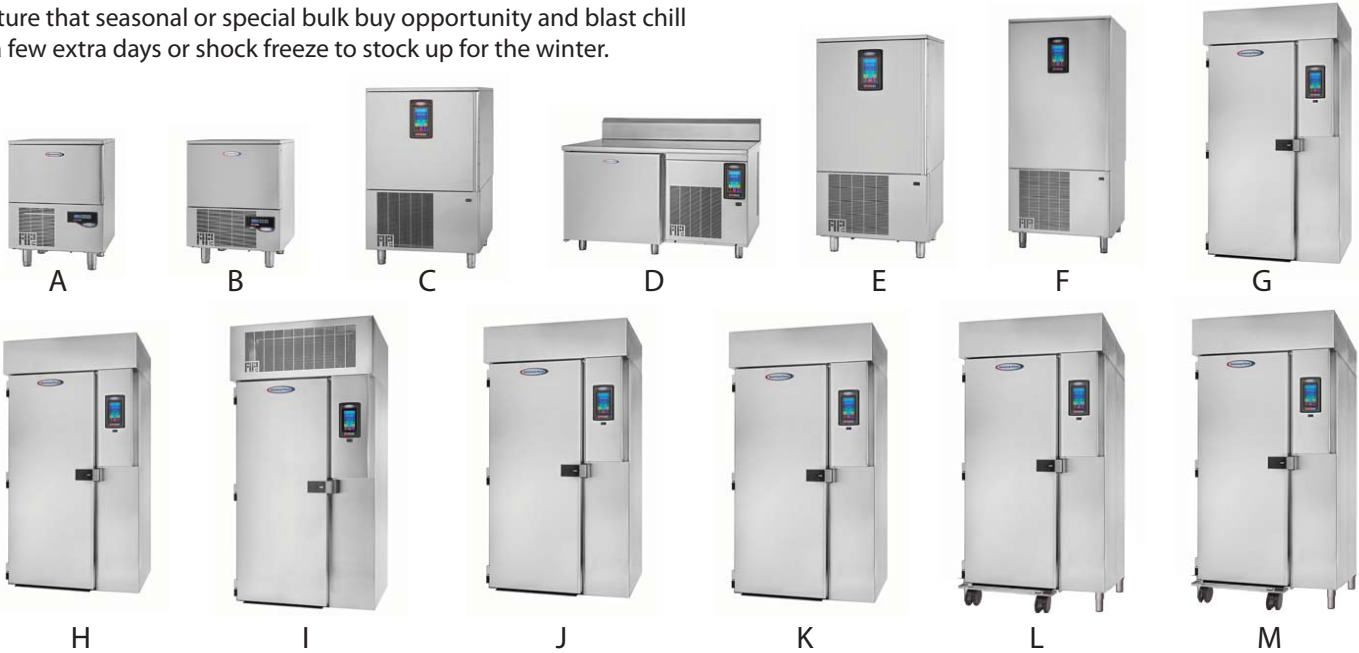 ture that seasonal or special bulk buy opportunity and blast chill
a few extra days or shock freeze to stock up for the winter.
A
B
C
D
E
F
G
H
I
J
K
L
M